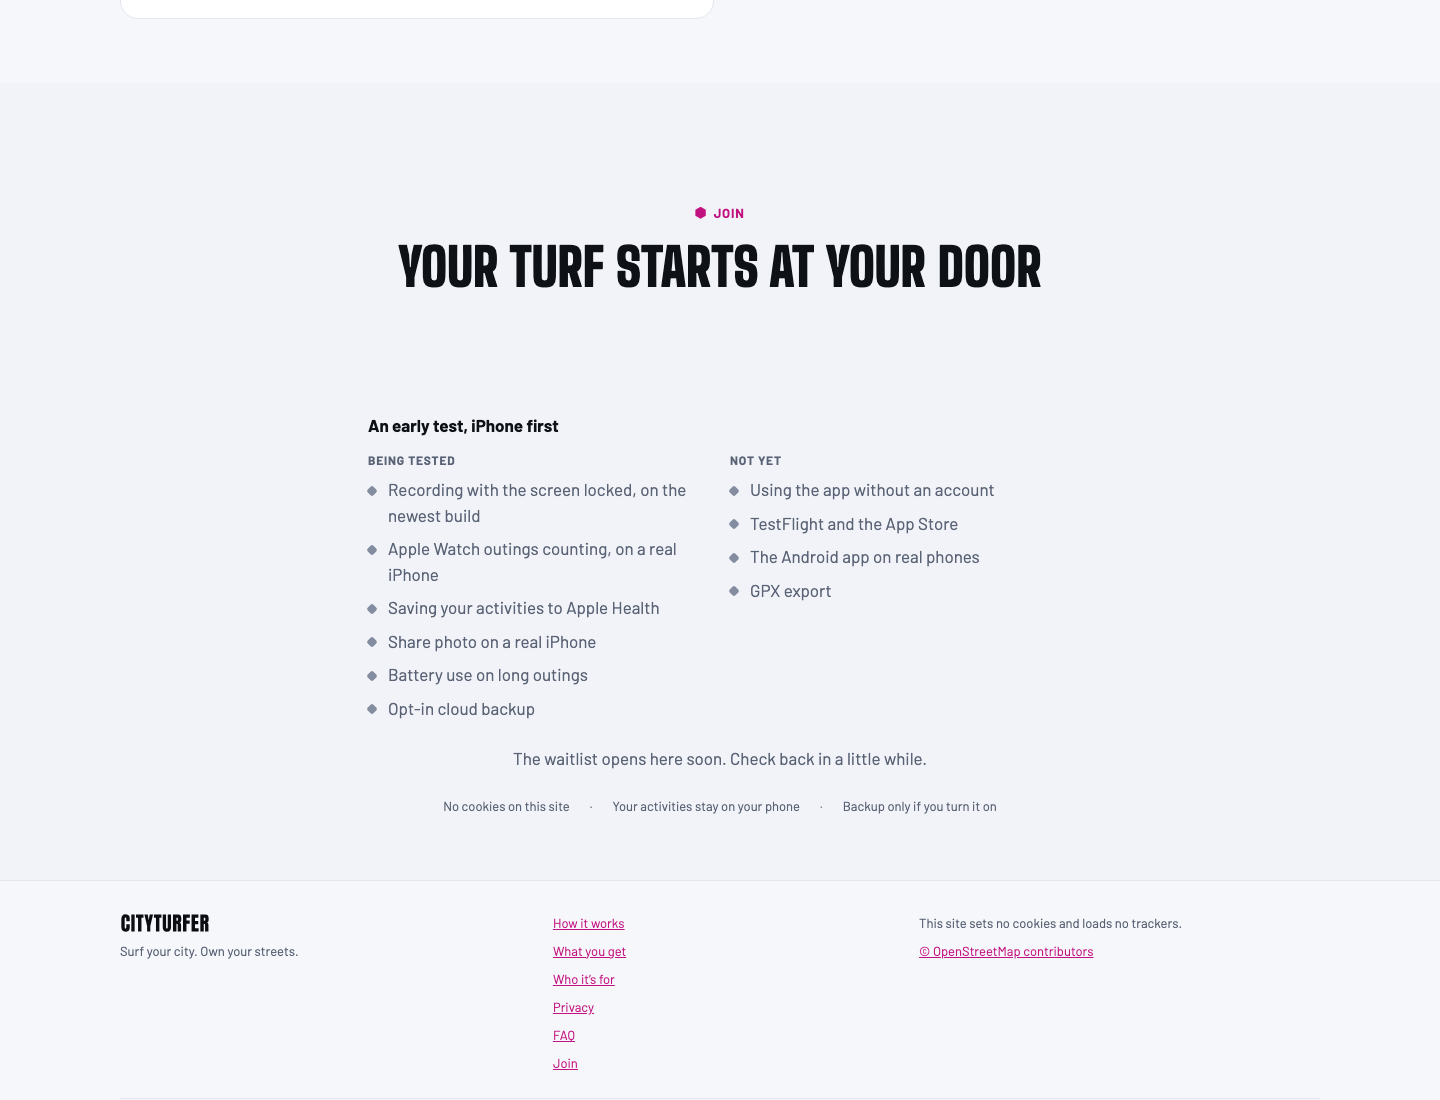 JOIN
YOUR TURF STARTS AT YOUR DOOR
An early test, iPhone first
BEING TESTED
Recording with the screen locked, on the
newest build
Apple Watch outings counting, on a real
iPhone
Saving your activities to Apple Health
Share photo on a real iPhone
Battery use on long outings
Opt-in cloud backup
NOT YET
Using the app without an account
TestFlight and the App Store
The Android app on real phones
GPX export
The waitlist opens here soon. Check back in a little while.
No cookies on this site · Your activities stay on your phone · Backup only if you turn it on
CITYTURFER
Surf your city. Own your streets.
How it works
What you get
Who it’s for
Privacy
FAQ
Join
This site sets no cookies and loads no trackers.
© OpenStreetMap contributors